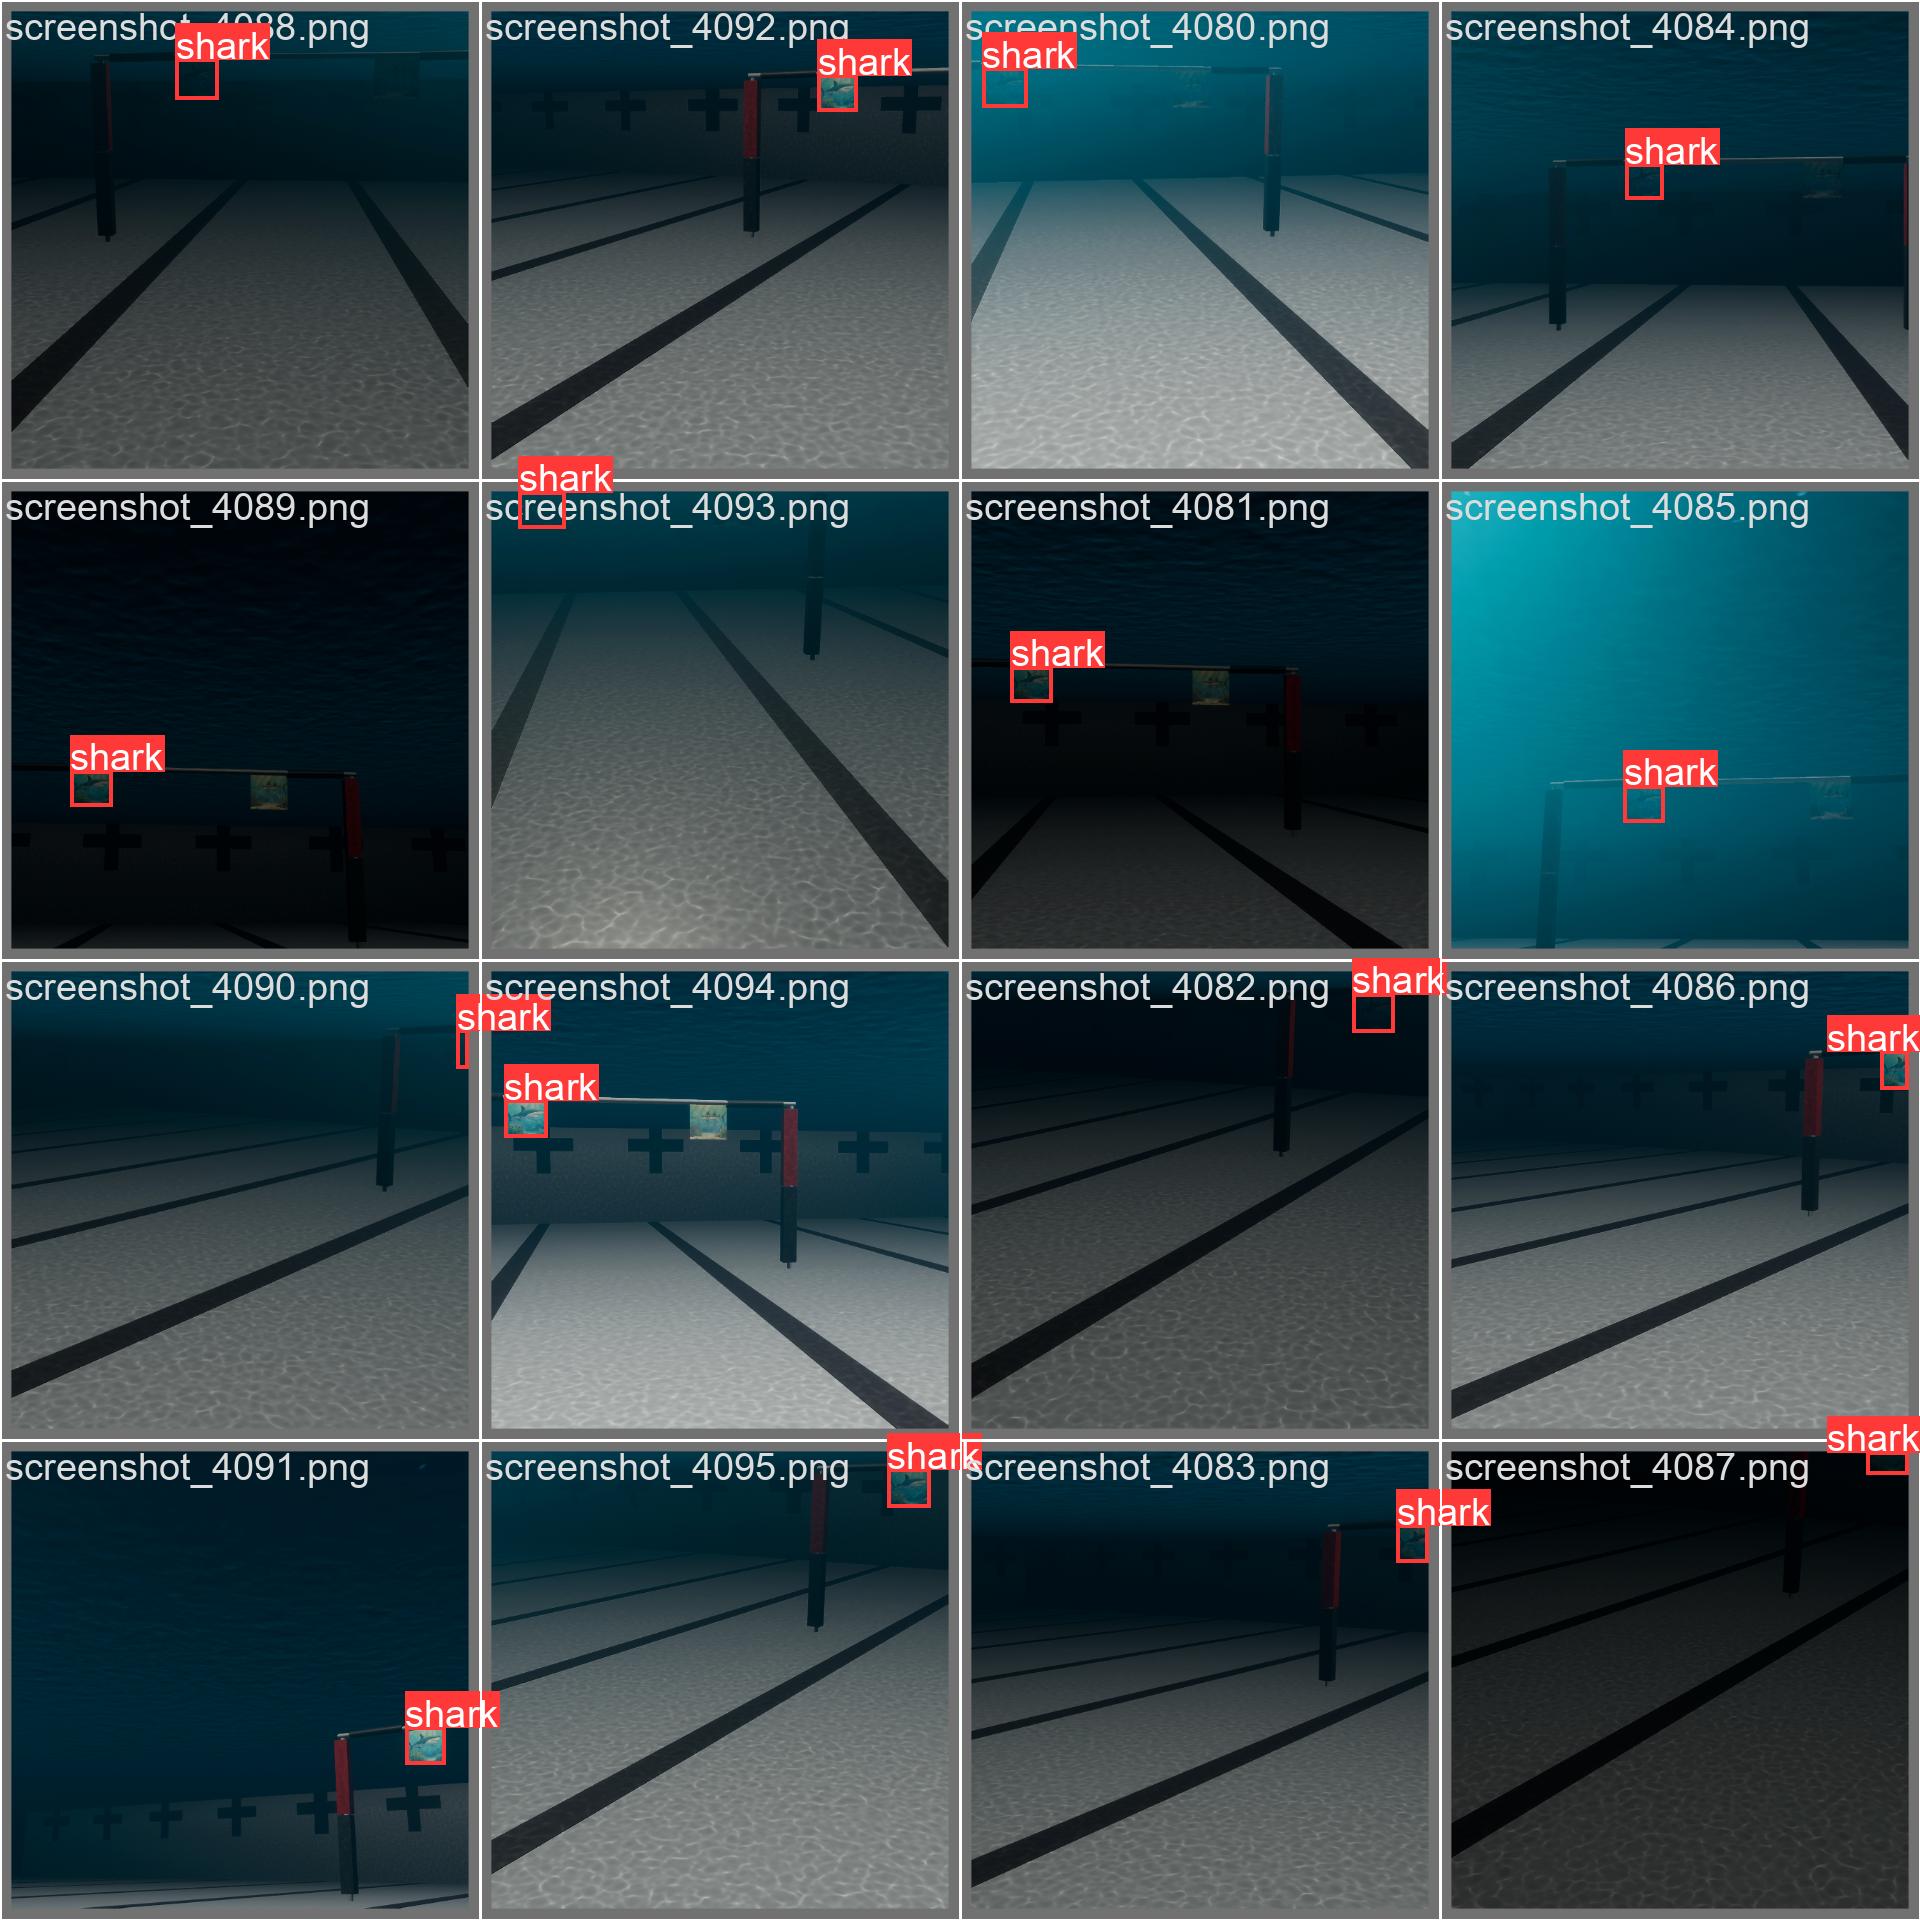 screenshot_4088.png
shark
screenshot_4092.png
shark
screenshot_4080.png
shark
screenshot_4084.png
shark
screenshot_4089.png
shark
screenshot_4093.png
shark
screenshot_4081.png
shark
screenshot_4085.png
shark
screenshot_4090.png
shark
screenshot_4094.png
shark
screenshot_4082.png
shark
screenshot_4086.png
shark
screenshot_4091.png
shark
screenshot_4095.png
shark
screenshot_4083.png
shark
screenshot_4087.png
shark